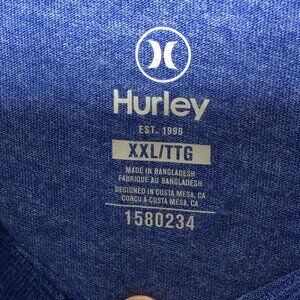 Hurley
EST. 1999
XXL/TTG
MADE IN BANGLADESH
FABRIQUE AU BANGLADESH
DESIGNED IN COSTA MESA, CA
CONÇU A COSTA MESA, CA
1580234